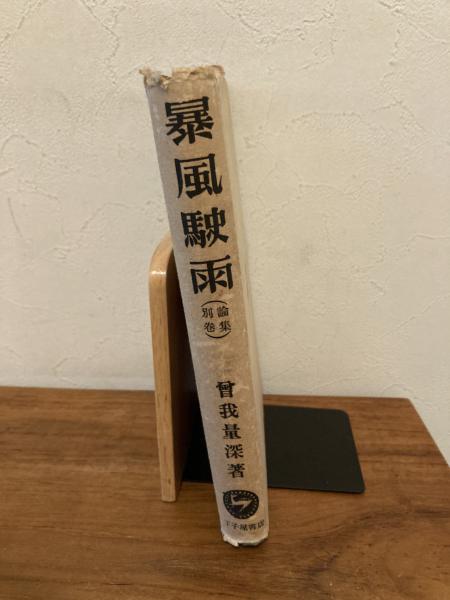 暴風駛雨
(論集
別巻)
曾我量深著
丁子屋書店